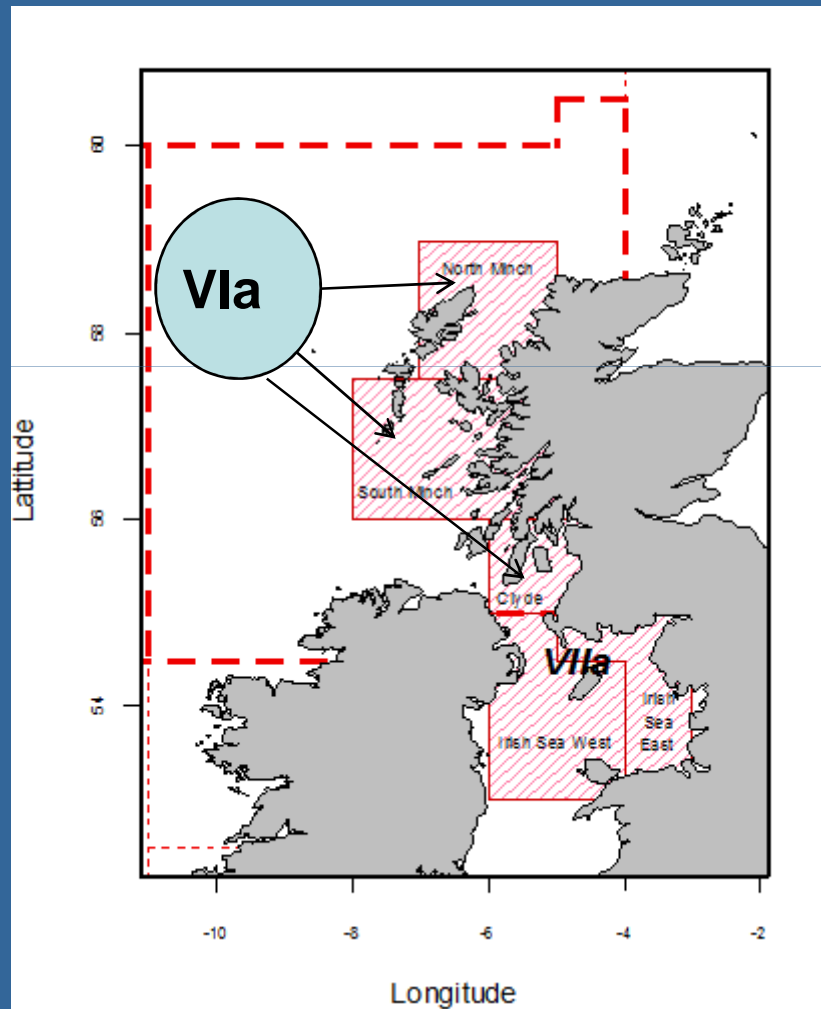 60
58
56
54
Lattitude
VIa
North Minch
South Minch
Clyde
VIIa
Irish Sea West
Irish
Sea
East
-10
-8
-6
-4
-2
Longitude